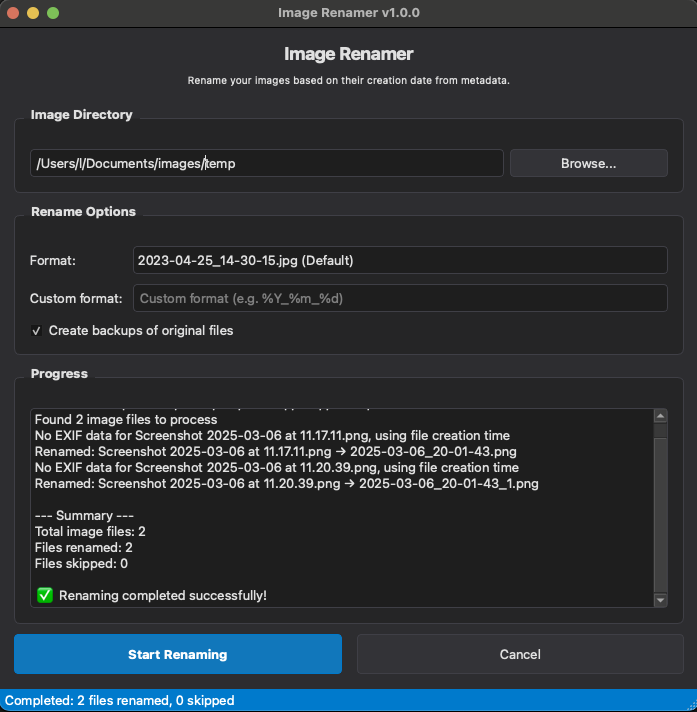 Image Renamer v1.0.0
Image Renamer
Rename your images based on their creation date from metadata.
Image Directory
/Users/l/Documents/images/temp
Browse...
Rename Options
Format:
2023-04-25_14-30-15.jpg (Default)
Custom format:
Custom format (e.g. %Y_%m_%d)
✓ Create backups of original files
Progress
Found 2 image files to process
No EXIF data for Screenshot 2025-03-06 at 11.17.11.png, using file creation time
Renamed: Screenshot 2025-03-06 at 11.17.11.png → 2025-03-06_20-01-43.png
No EXIF data for Screenshot 2025-03-06 at 11.20.39.png, using file creation time
Renamed: Screenshot 2025-03-06 at 11.20.39.png → 2025-03-06_20-01-43_1.png
--- Summary ---
Total image files: 2
Files renamed: 2
Files skipped: 0
✅ Renaming completed successfully!
Start Renaming
Cancel
Completed: 2 files renamed, 0 skipped